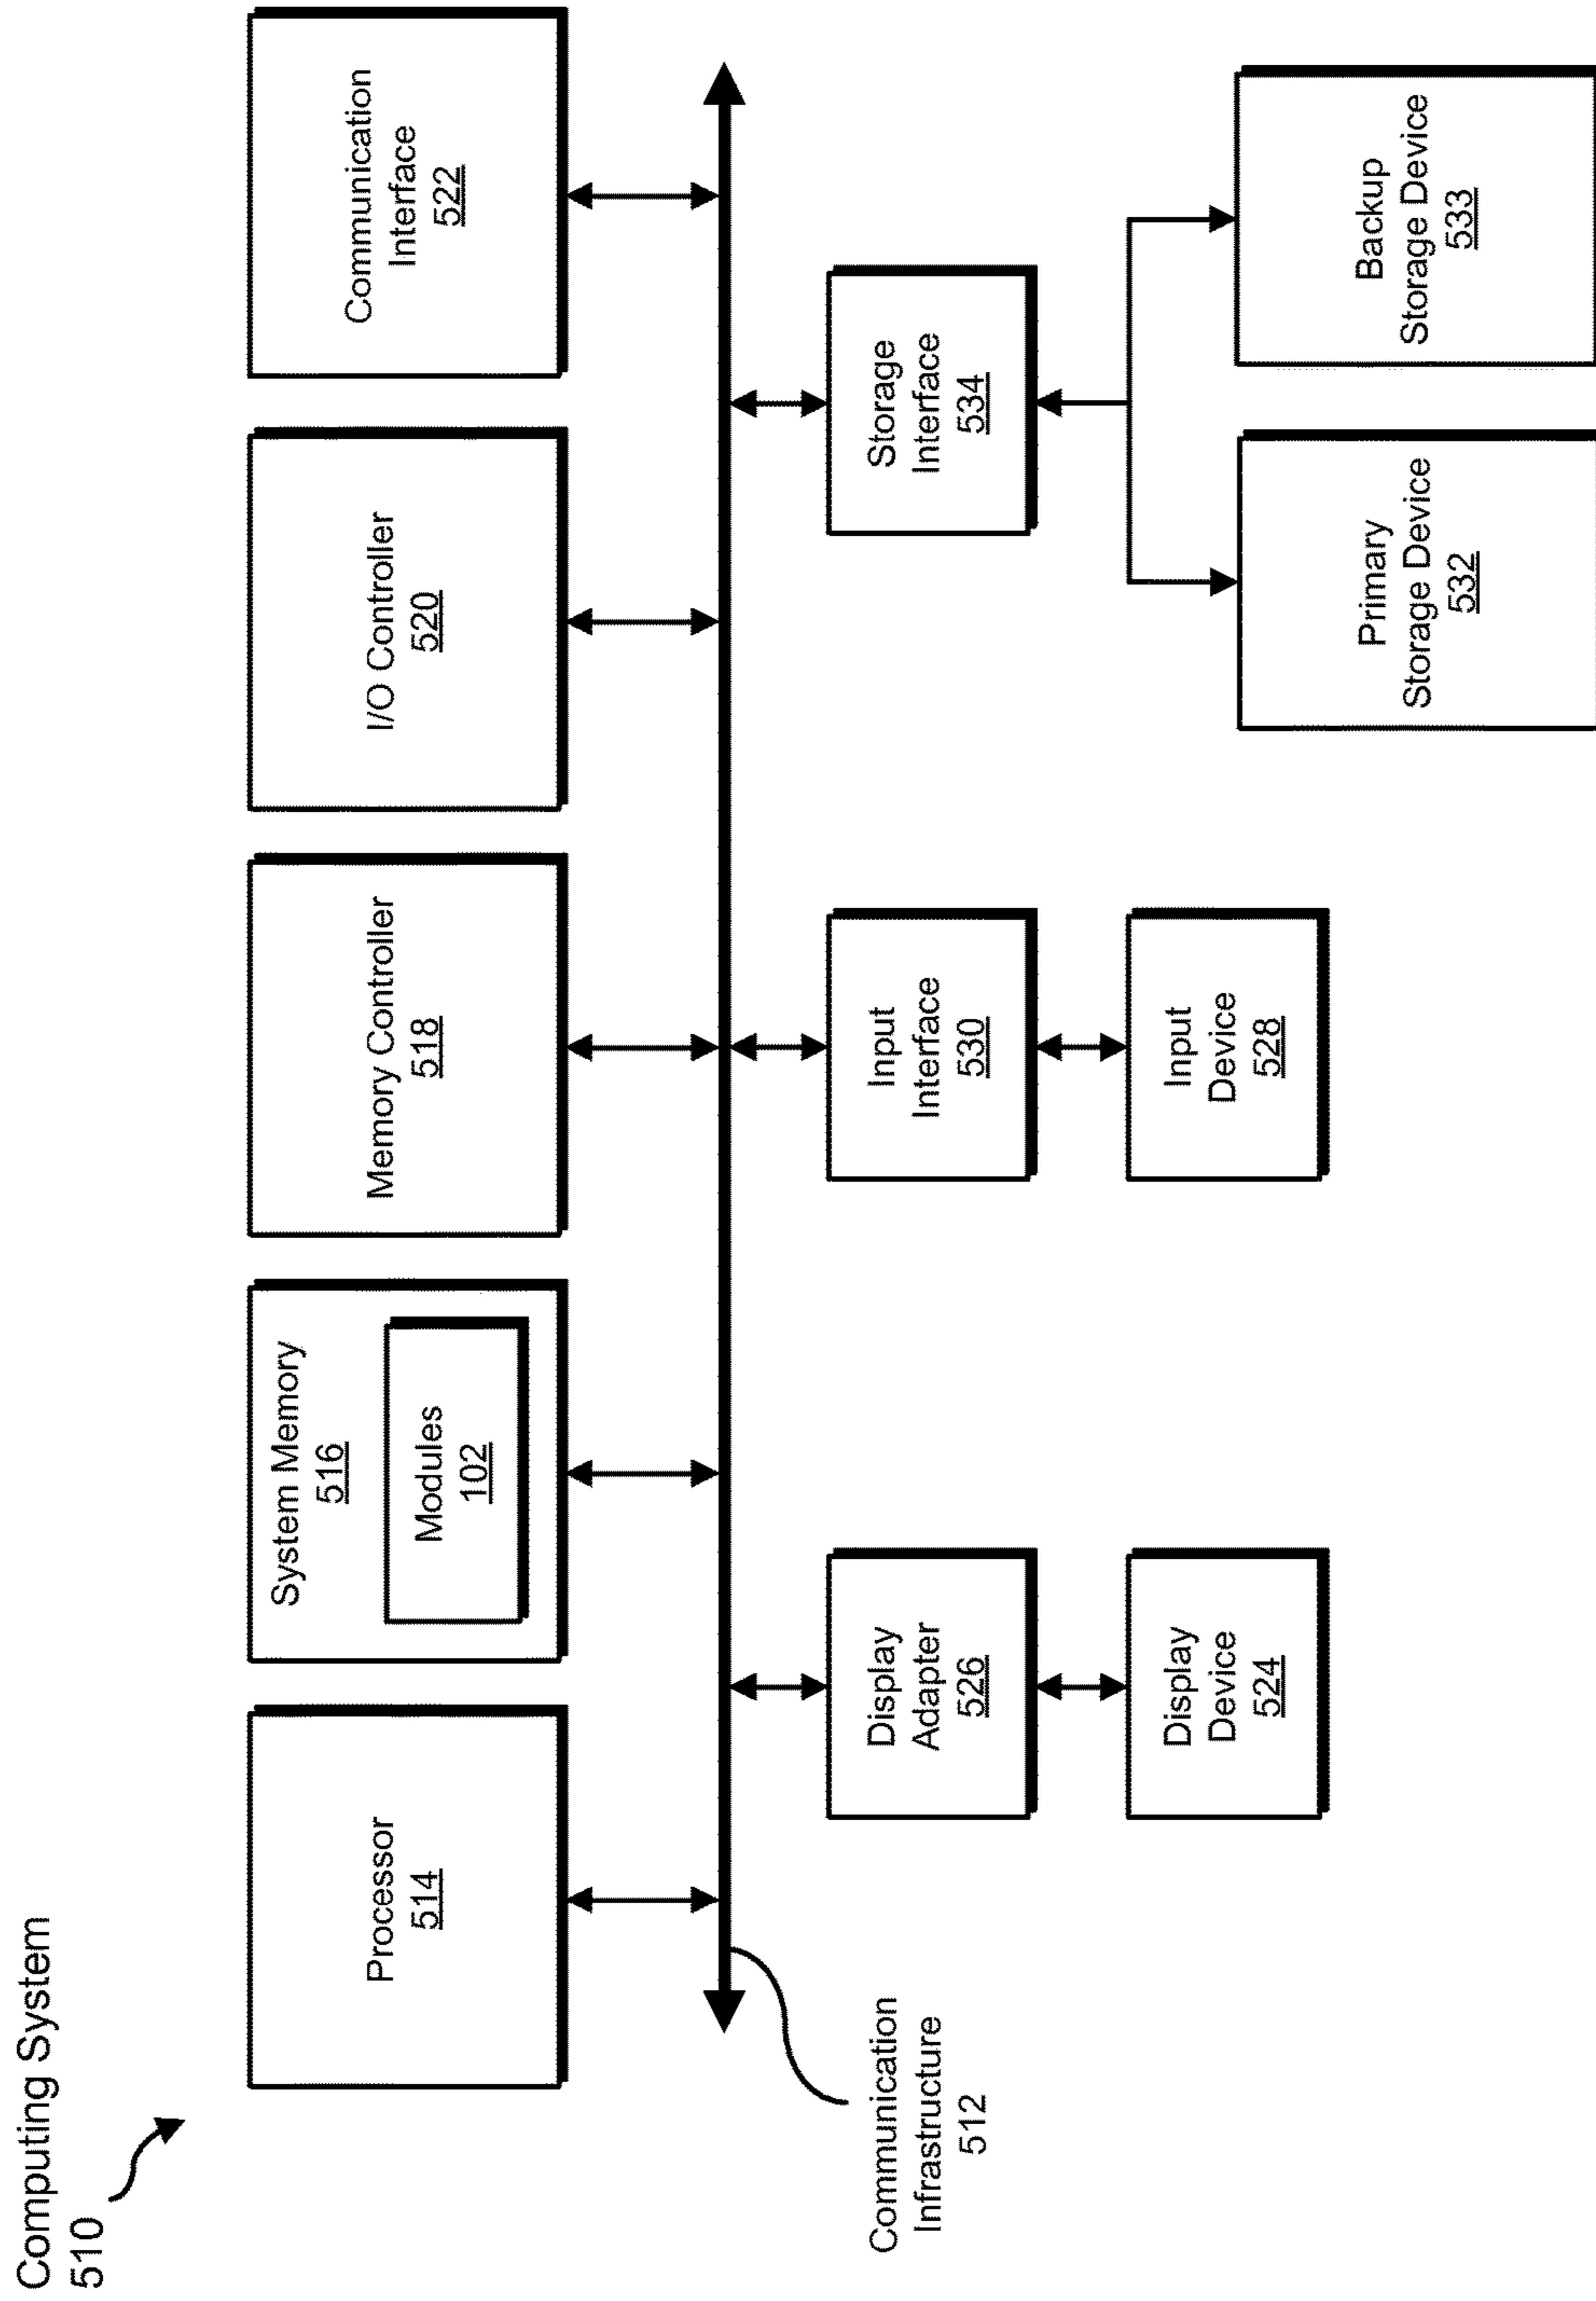 Computing System
510
Processor
514
System Memory
516
Modules
102
Memory Controller
518
I/O Controller
520
Communication
Interface
522
Communication
Infrastructure
512
Display
Adapter
526
Input
Interface
530
Storage
Interface
534
Display
Device
524
Input
Device
528
Primary
Storage Device
532
Backup
Storage Device
533